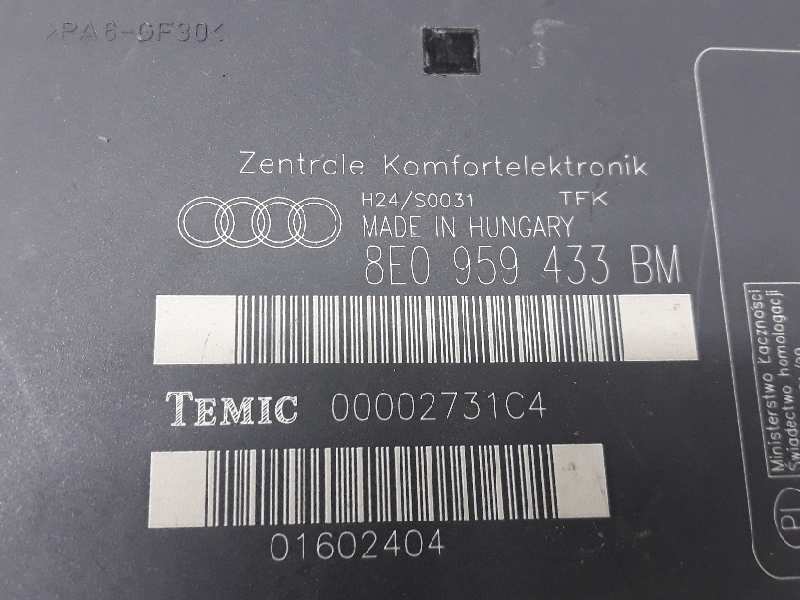 >PA6-GF30<
Zentrale Komfortelektronik
H24/S0031 TFK
MADE IN HUNGARY
8E0 959 433 BM
TEMIC 00002731C4
01602404
Ministerstwo Łączności
Świadectwo homologacji
PL